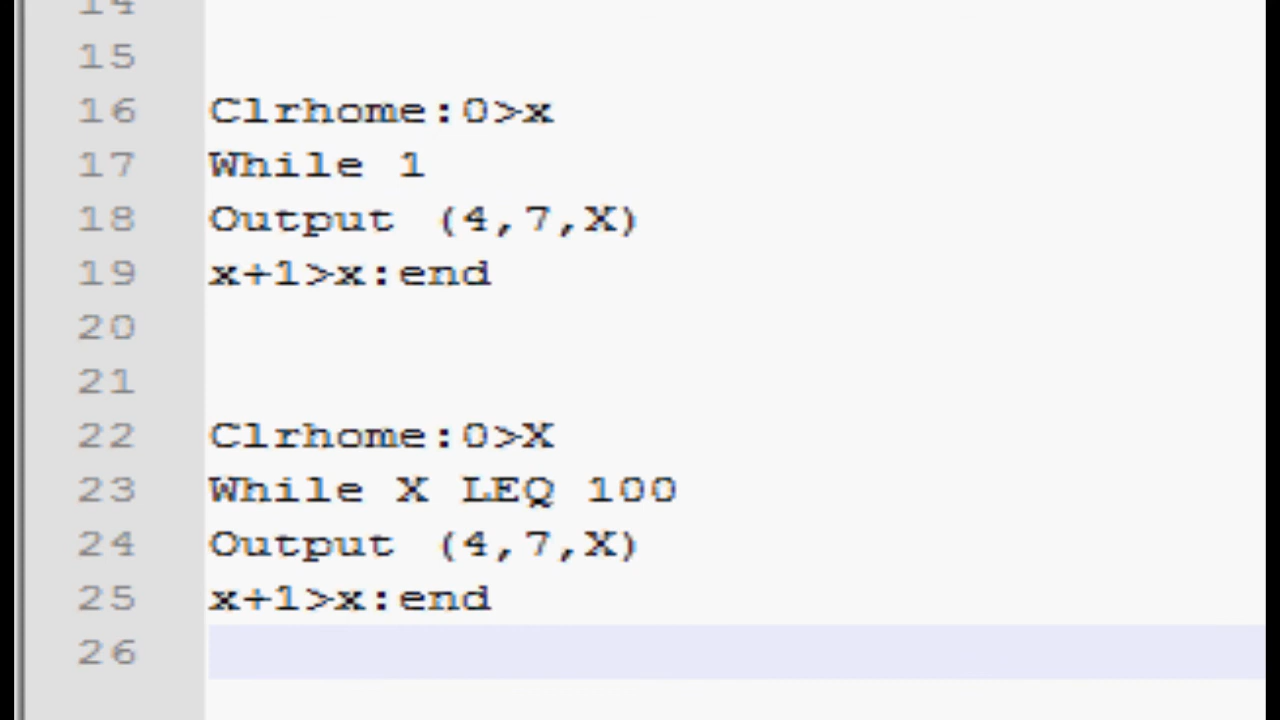 14
15
16 Clrhome:0>x
17 While 1
18 Output (4,7,X)
19 x+1>x:end
20
21
22 Clrhome:0>X
23 While X LEQ 100
24 Output (4,7,X)
25 x+1>x:end
26